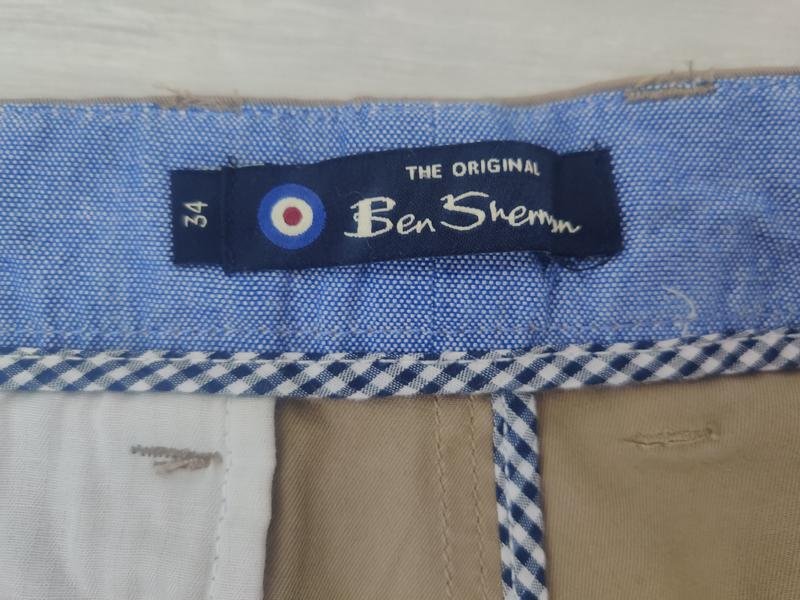 34
THE ORIGINAL
Ben Sherman